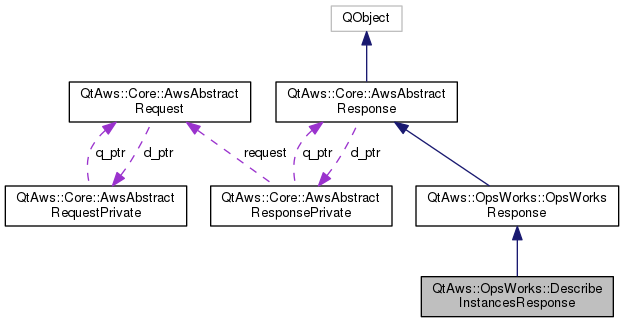 QObject
QtAws::Core::AwsAbstract
Request
QtAws::Core::AwsAbstract
Response
q_ptr
d_ptr
request
q_ptr
d_ptr
QtAws::Core::AwsAbstract
RequestPrivate
QtAws::Core::AwsAbstract
ResponsePrivate
QtAws::OpsWorks::OpsWorks
Response
QtAws::OpsWorks::Describe
InstancesResponse